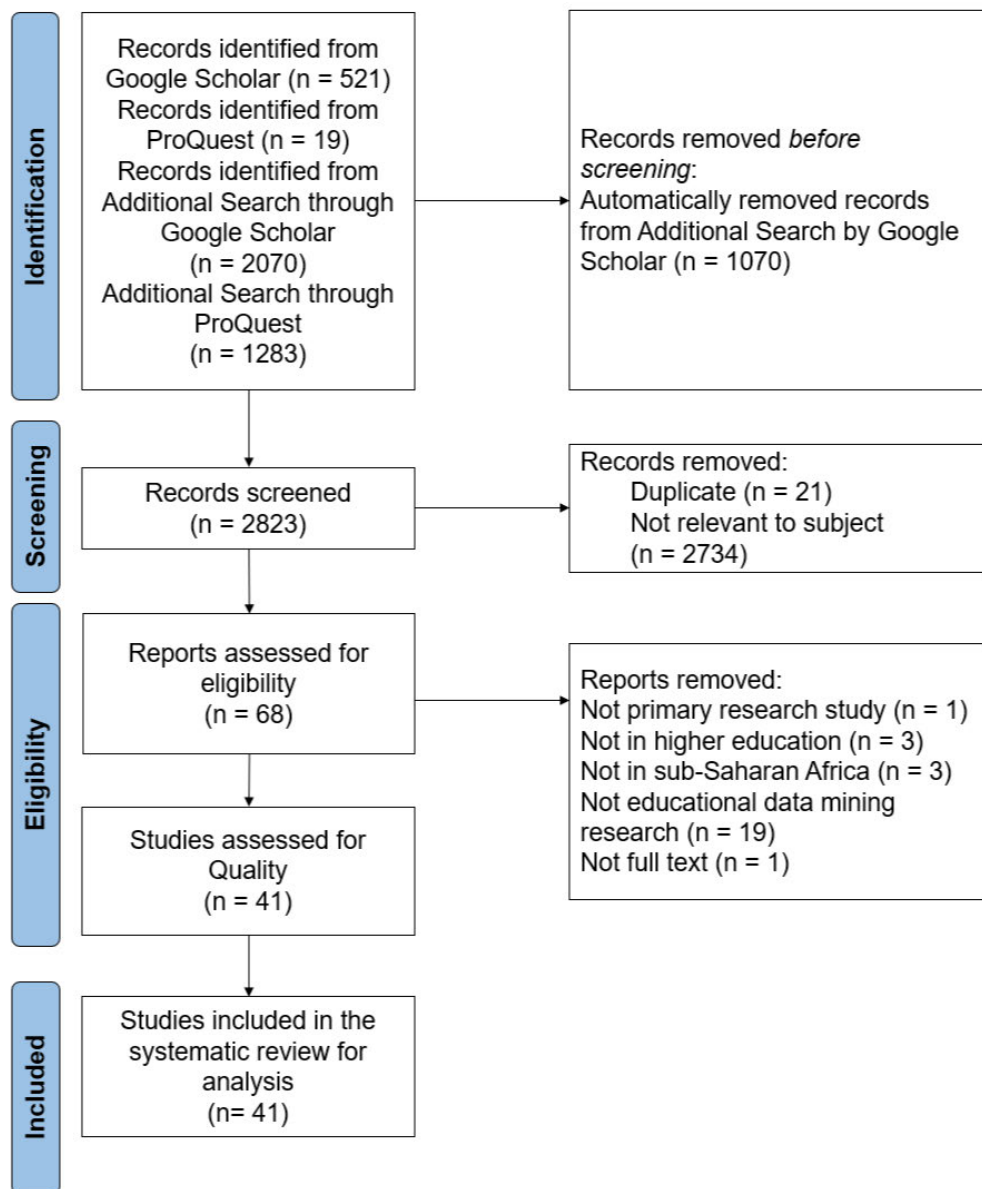 Identification
Records identified from
Google Scholar (n = 521)
Records identified from
ProQuest (n = 19)
Records identified from
Additional Search through
Google Scholar
(n = 2070)
Additional Search through
ProQuest
(n = 1283)
Records removed before
screening:
Automatically removed records
from Additional Search by Google
Scholar (n = 1070)
Screening
Records screened
(n = 2823)
Records removed:
Duplicate (n = 21)
Not relevant to subject
(n = 2734)
Eligibility
Reports assessed for
eligibility
(n = 68)
Reports removed:
Not primary research study (n = 1)
Not in higher education (n = 3)
Not in sub-Saharan Africa (n = 3)
Not educational data mining
research (n = 19)
Not full text (n = 1)
Studies assessed for
Quality
(n = 41)
Included
Studies included in the
systematic review for
analysis
(n= 41)